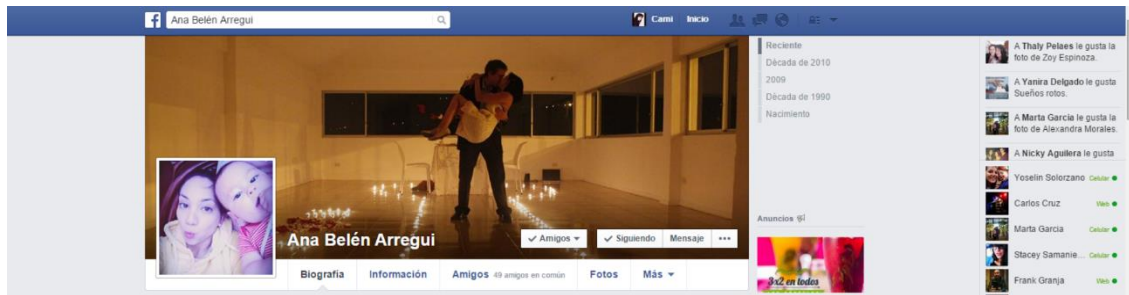 Ana Belén Arregui
Cami Inicio
Reciente
Década de 2010
2009
Década de 1990
Nacimiento
Anuncios
3x2 en todos
Ana Belén Arregui
Amigos
Siguiendo
Mensaje
Biografía
Información
Amigos 49 amigos en común
Fotos
Más
A Thaly Pelaes le gusta la
foto de Zoy Espinoza.
A Yanira Delgado le gusta
Sueños rotos.
A Marta García le gusta la
foto de Alexandra Morales.
A Nicky Aguilera le gusta
Yoselin Solorzano Celular
Carlos Cruz Web
Marta Garcia Celular
Stacey Samanie... Celular
Frank Granja Web